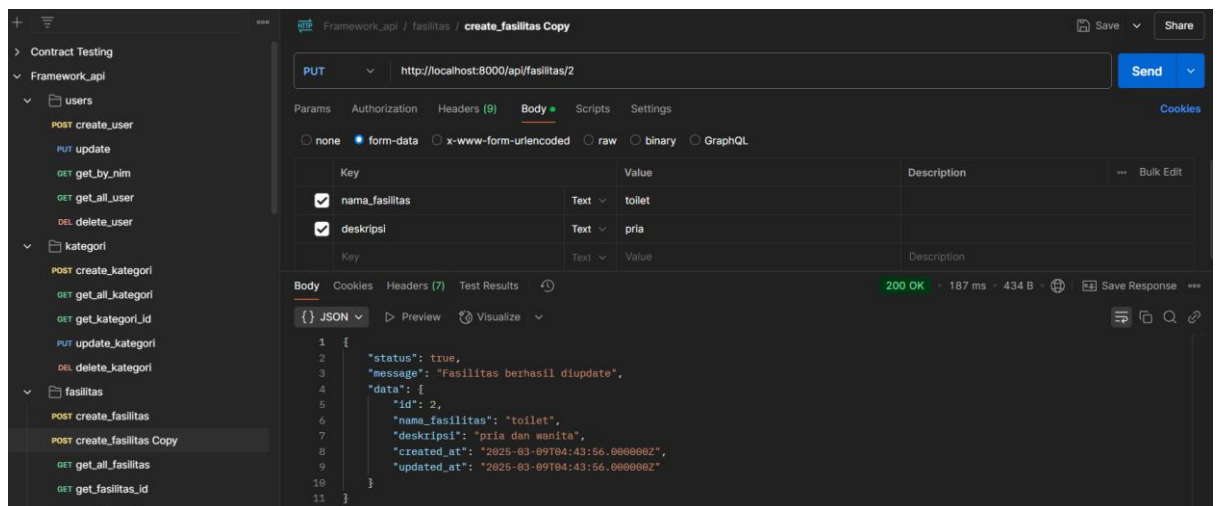 Framework_api / fasilitas / create_fasilitas Copy
Save
Share
Contract Testing
Framework_api
users
POST create_user
PUT update
GET get_by_nim
GET get_all_user
DEL delete_user
kategori
POST create_kategori
GET get_all_kategori
GET get_kategori_id
PUT update_kategori
DEL delete_kategori
fasilitas
POST create_fasilitas
POST create_fasilitas Copy
GET get_all_fasilitas
GET get_fasilitas_id
PUT http://localhost:8000/api/fasilitas/2
Send
Params Authorization Headers (9) Body Scripts Settings Cookies
none form-data x-www-form-urlencoded raw binary GraphQL
Key Value Description Bulk Edit
nama_fasilitas Text toilet
deskripsi Text pria
Key Text Value Description
Body Cookies Headers (7) Test Results 200 OK 187 ms 434 B Save Response
{} JSON Preview Visualize
1 {
2 "status": true,
3 "message": "Fasilitas berhasil diupdate",
4 "data": {
5 "id": 2,
6 "nama_fasilitas": "toilet",
7 "deskripsi": "pria dan wanita",
8 "created_at": "2025-03-09T04:43:56.000000Z",
9 "updated_at": "2025-03-09T04:43:56.000000Z"
10 }
11 }